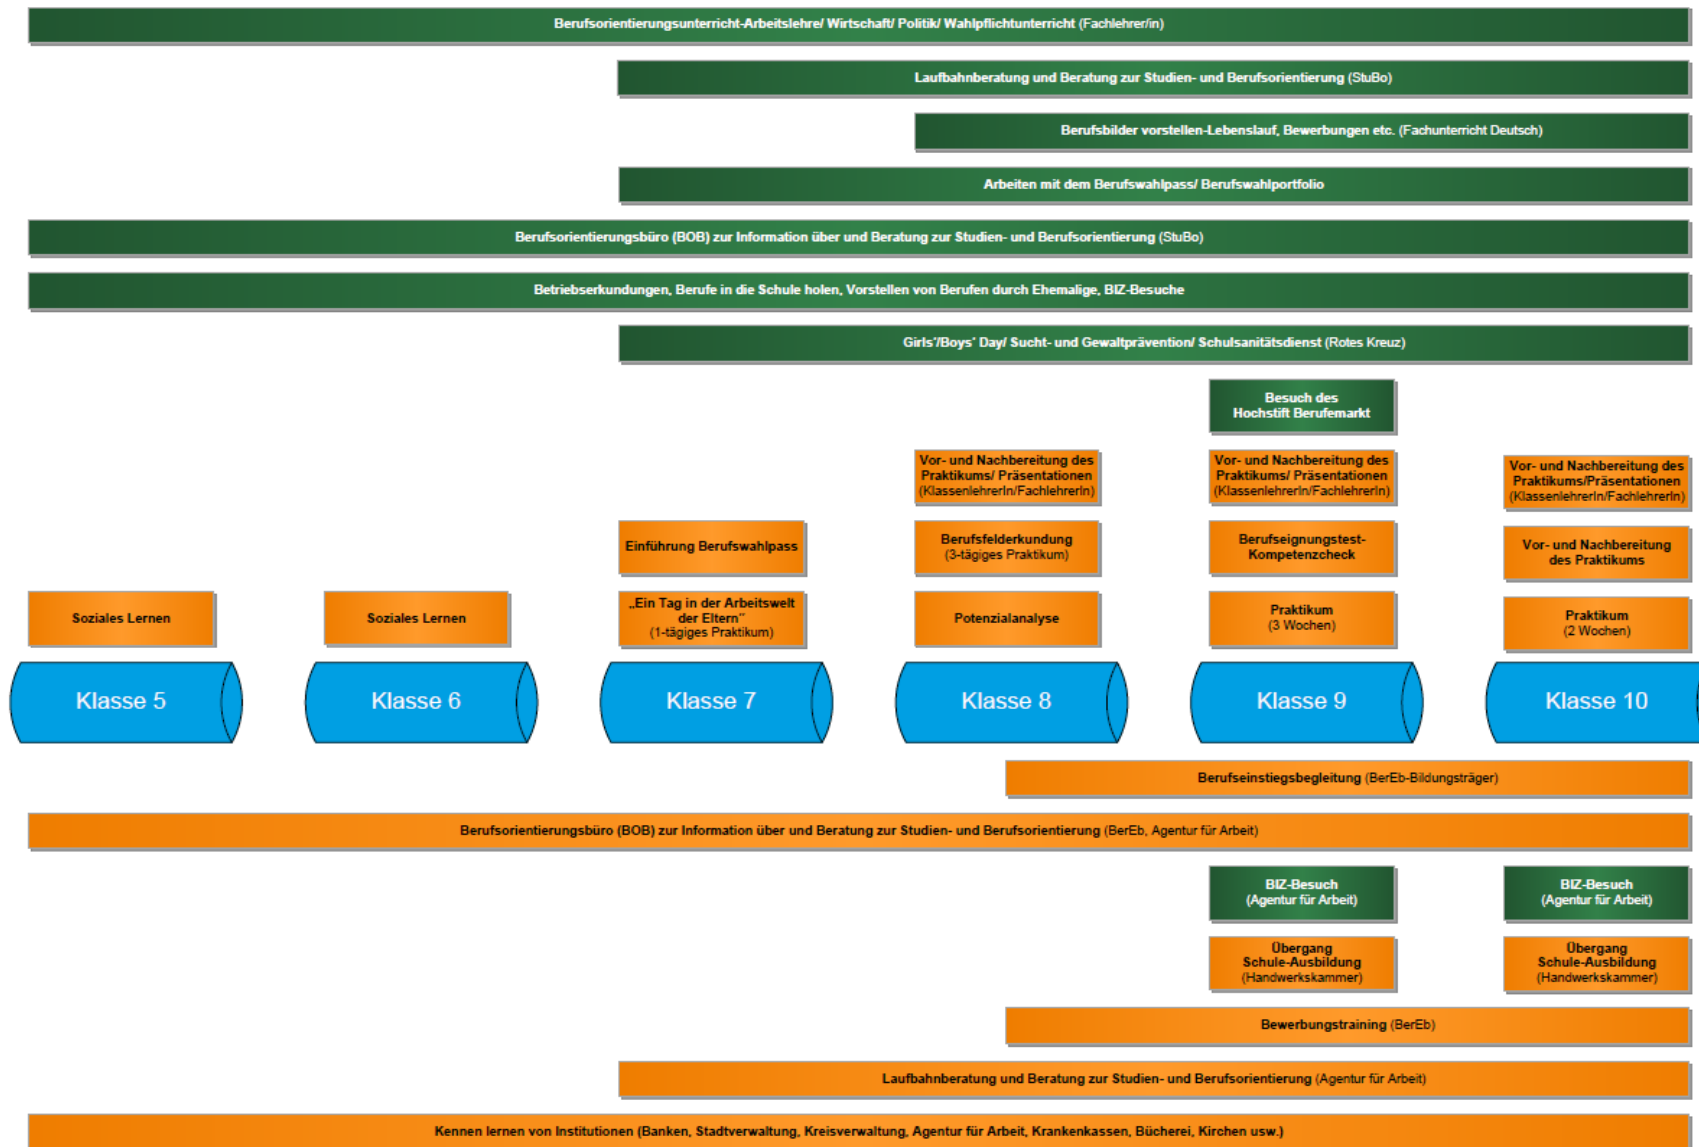 Berufsorientierungsunterricht-Arbeitslehre/ Wirtschaft/ Politik/ Wahlpflichtunterricht (Fachlehrer/in)
Laufbahnberatung und Beratung zur Studien- und Berufsorientierung (StuBo)
Berufsbilder vorstellen-Lebenslauf, Bewerbungen etc. (Fachunterricht Deutsch)
Arbeiten mit dem Berufswahlpass/ Berufswahlportfolio
Berufsorientierungsbüro (BOB) zur Information über und Beratung zur Studien- und Berufsorientierung (StuBo)
Betriebserkundungen, Berufe in die Schule holen, Vorstellen von Berufen durch Ehemalige, BIZ-Besuche
Girls'/Boys' Day/ Sucht- und Gewaltprävention/ Schulsanitätsdienst (Rotes Kreuz)
Besuch des
Hochstift Berufemarkt
Vor- und Nachbereitung des
Praktikums/ Präsentationen
(KlassenlehrerIn/FachlehrerIn)
Vor- und Nachbereitung des
Praktikums/ Präsentationen
(KlassenlehrerIn/FachlehrerIn)
Vor- und Nachbereitung des
Praktikums/Präsentationen
(KlassenlehrerIn/FachlehrerIn)
Einführung Berufswahlpass
Berufsfelderkundung
(3-tägiges Praktikum)
Berufseignungstest-
Kompetenzcheck
Vor- und Nachbereitung
des Praktikums
Soziales Lernen
Soziales Lernen
„Ein Tag in der Arbeitswelt
der Eltern"
(1-tägiges Praktikum)
Potenzialanalyse
Praktikum
(3 Wochen)
Praktikum
(2 Wochen)
Klasse 5
Klasse 6
Klasse 7
Klasse 8
Klasse 9
Klasse 10
Berufseinstiegsbegleitung (BerEb-Bildungsträger)
Berufsorientierungsbüro (BOB) zur Information über und Beratung zur Studien- und Berufsorientierung (BerEb, Agentur für Arbeit)
BIZ-Besuch
(Agentur für Arbeit)
BIZ-Besuch
(Agentur für Arbeit)
Übergang
Schule-Ausbildung
(Handwerkskammer)
Übergang
Schule-Ausbildung
(Handwerkskammer)
Bewerbungstraining (BerEb)
Laufbahnberatung und Beratung zur Studien- und Berufsorientierung (Agentur für Arbeit)
Kennen lernen von Institutionen (Banken, Stadtverwaltung, Kreisverwaltung, Agentur für Arbeit, Krankenkassen, Bücherei, Kirchen usw.)